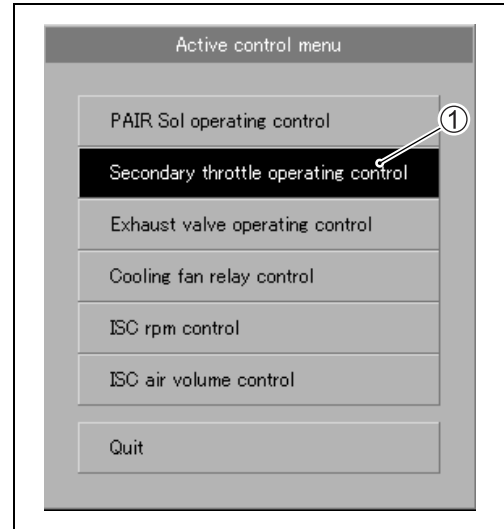 Active control menu
PAIR Sol operating control
1
Secondary throttle operating control
Exhaust valve operating control
Cooling fan relay control
ISC rpm control
ISC air volume control
Quit